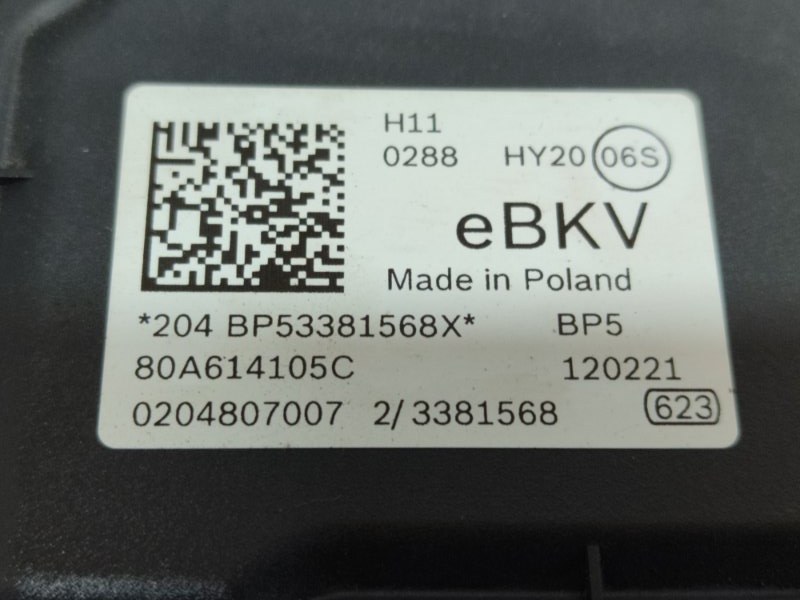 H11
0288 HY20 06S
eBKV
Made in Poland
*204 BP53381568X* BP5
80A614105C 120221
0204807007 2/3381568 623